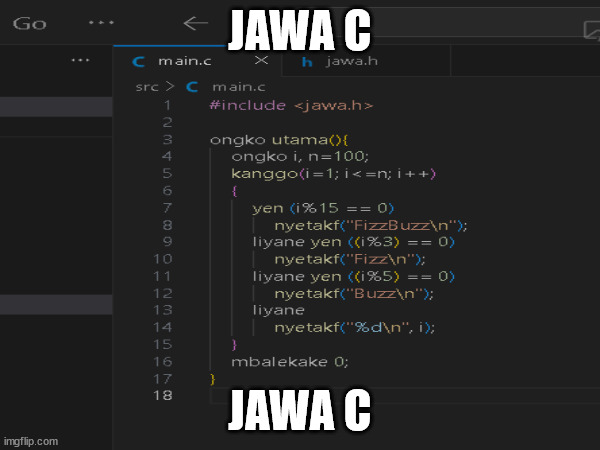 Go ...
JAWA C
... main.c × jawa.h
src > main.c
1 #include <jawa.h>
2
3 ongko utama(){
4 ongko i, n=100;
5 kanggo(i=1; i<=n; i++)
6 {
7 yen (i%15 == 0)
8 nyetakf("FizzBuzz\n");
9 liyane yen ((i%3) == 0)
10 nyetakf("Fizz\n");
11 liyane yen ((i%5) == 0)
12 nyetakf("Buzz\n");
13 liyane
14 nyetakf("%d\n", i);
15 }
16 mbalekake 0;
17 }
18
JAWA C
imgflip.com